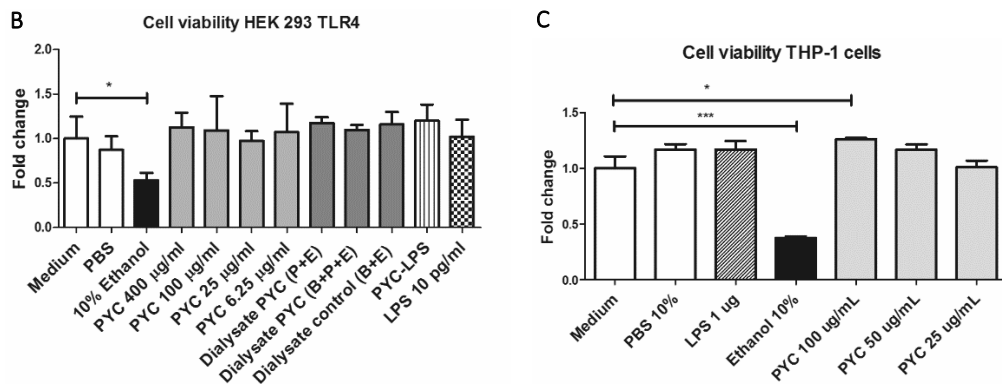 B
Cell viability HEK 293 TLR4
Fold change
2.0
1.5
1.0
0.5
0.0
*
Medium
PBS
10% Ethanol
PYC 400 µg/ml
PYC 100 µg/ml
PYC 25 µg/ml
PYC 6.25 µg/ml
Dialysate PYC (P+E)
Dialysate PYC (B+P+E)
Dialysate control (B+E)
PYC-LPS
LPS 10 pg/ml
C
Cell viability THP-1 cells
Fold change
1.5
1.0
0.5
0.0
*
***
Medium
PBS 10%
LPS 1 ug
Ethanol 10%
PYC 100 ug/mL
PYC 50 ug/mL
PYC 25 ug/mL